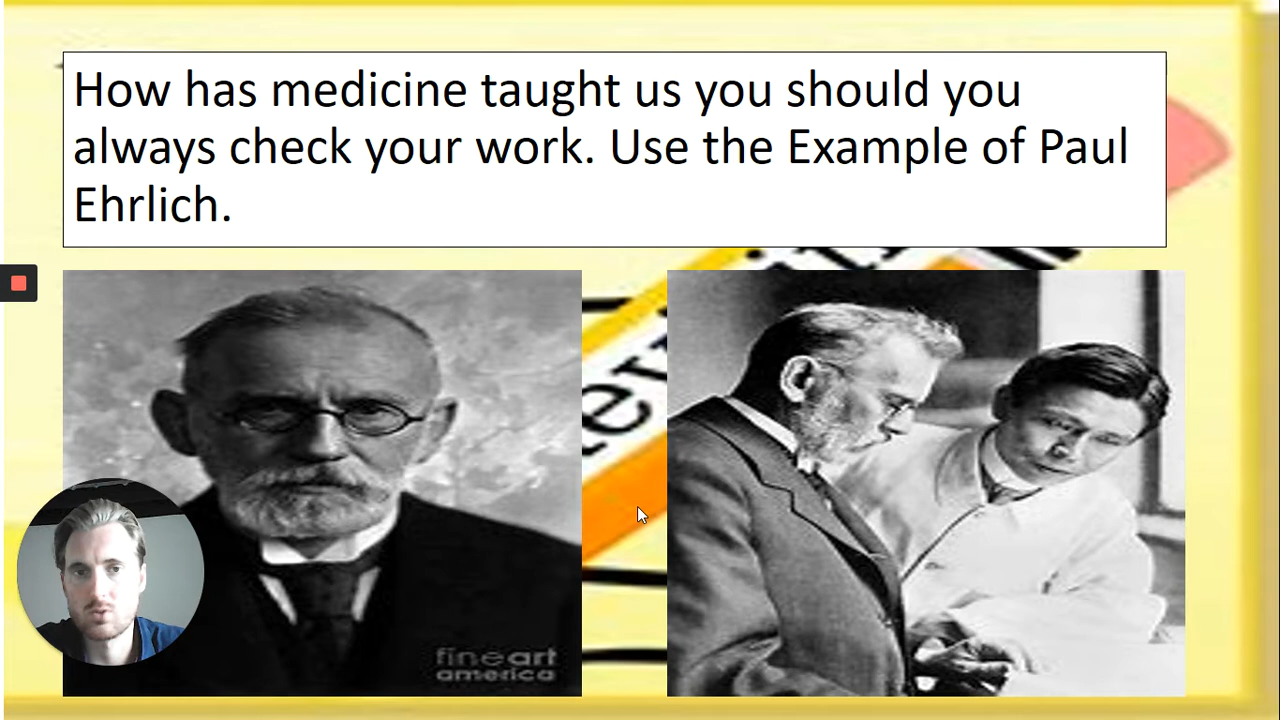 How has medicine taught us you should you
always check your work. Use the Example of Paul
Ehrlich.
fineart
america